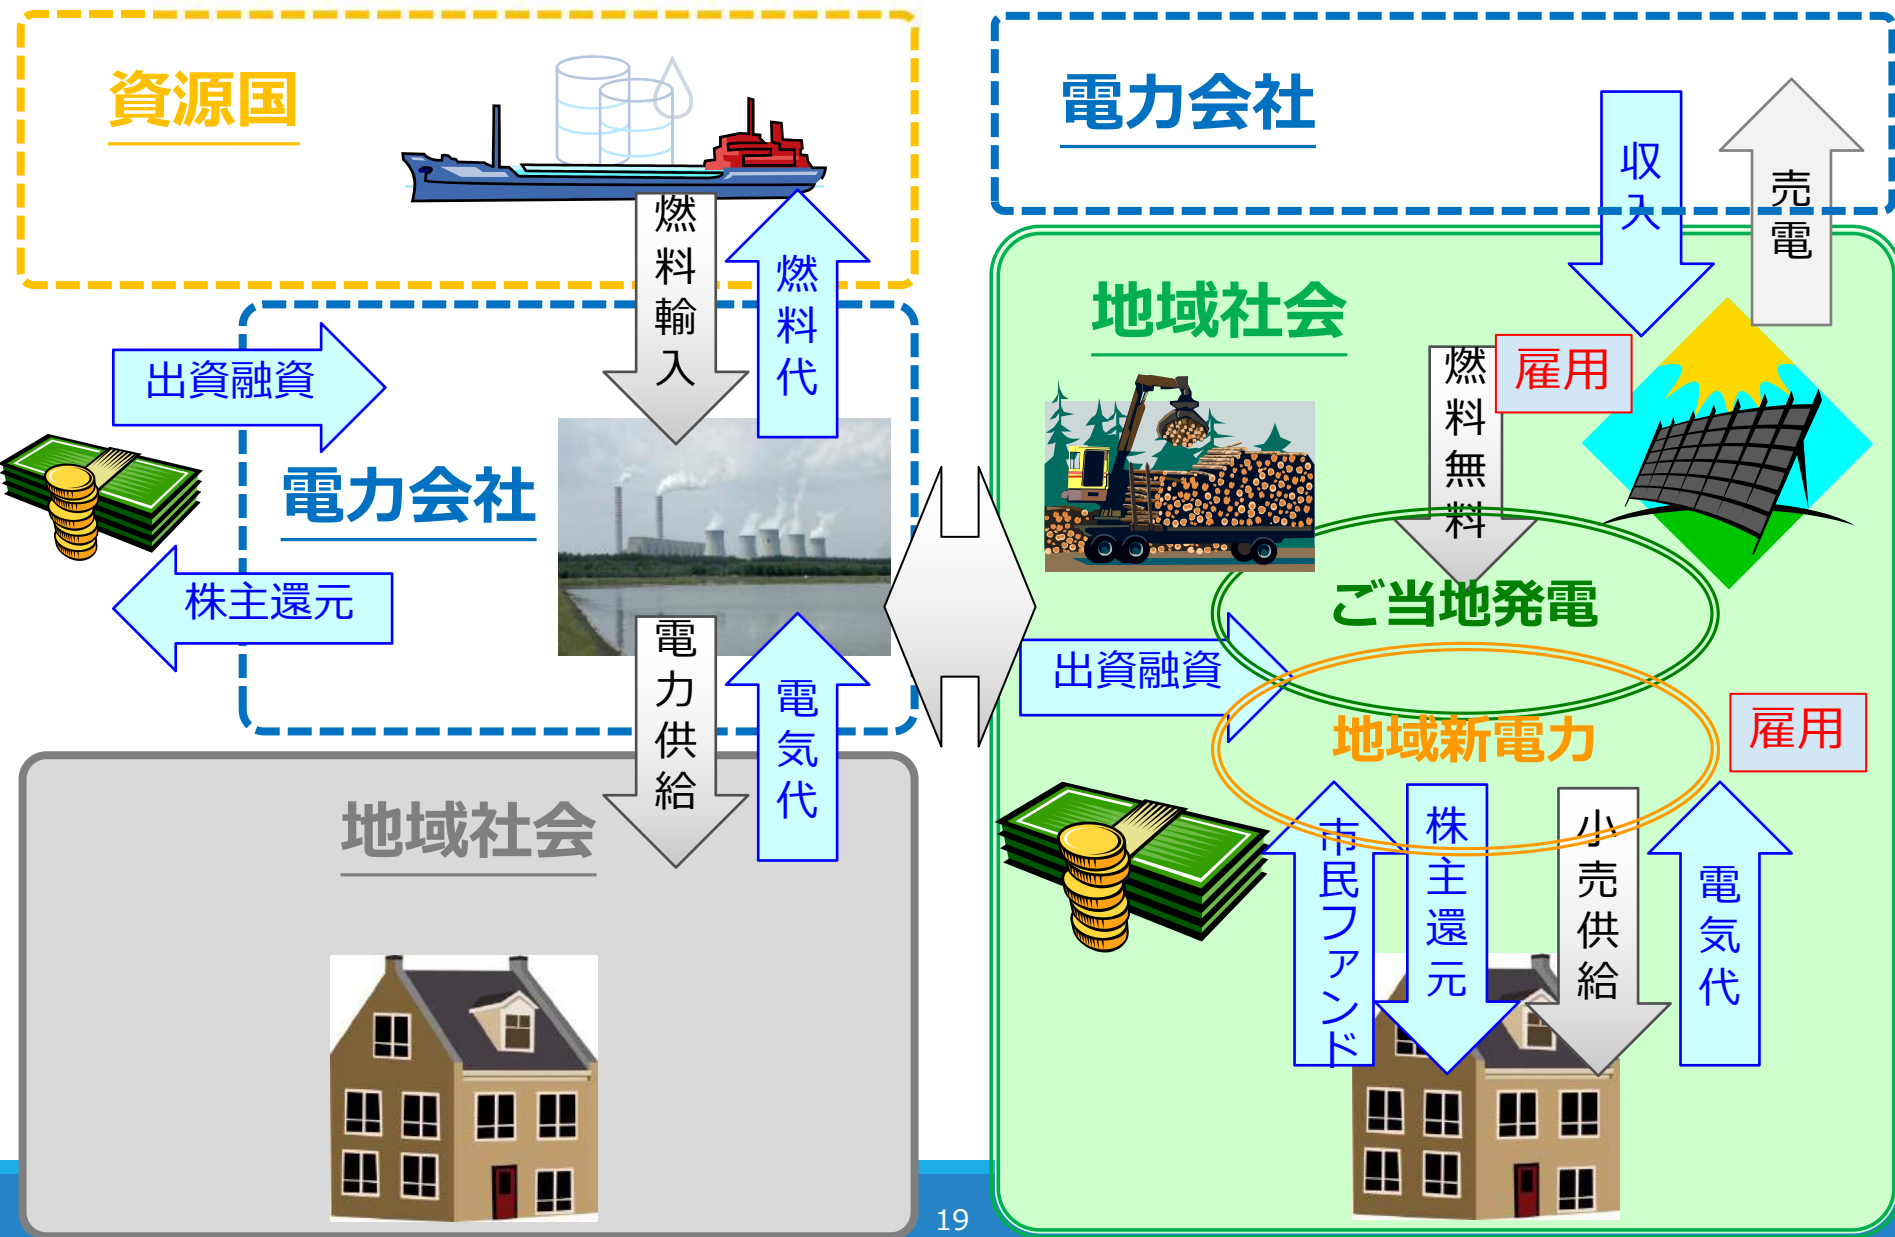 資源国
燃料輸入
燃料代
出資融資
電力会社
株主還元
電力供給
電気代
地域社会
電力会社
収入
売電
地域社会
雇用
燃料無料
ご当地発電
出資融資
地域新電力
雇用
市民ファンド
株主還元
小売供給
電気代
19